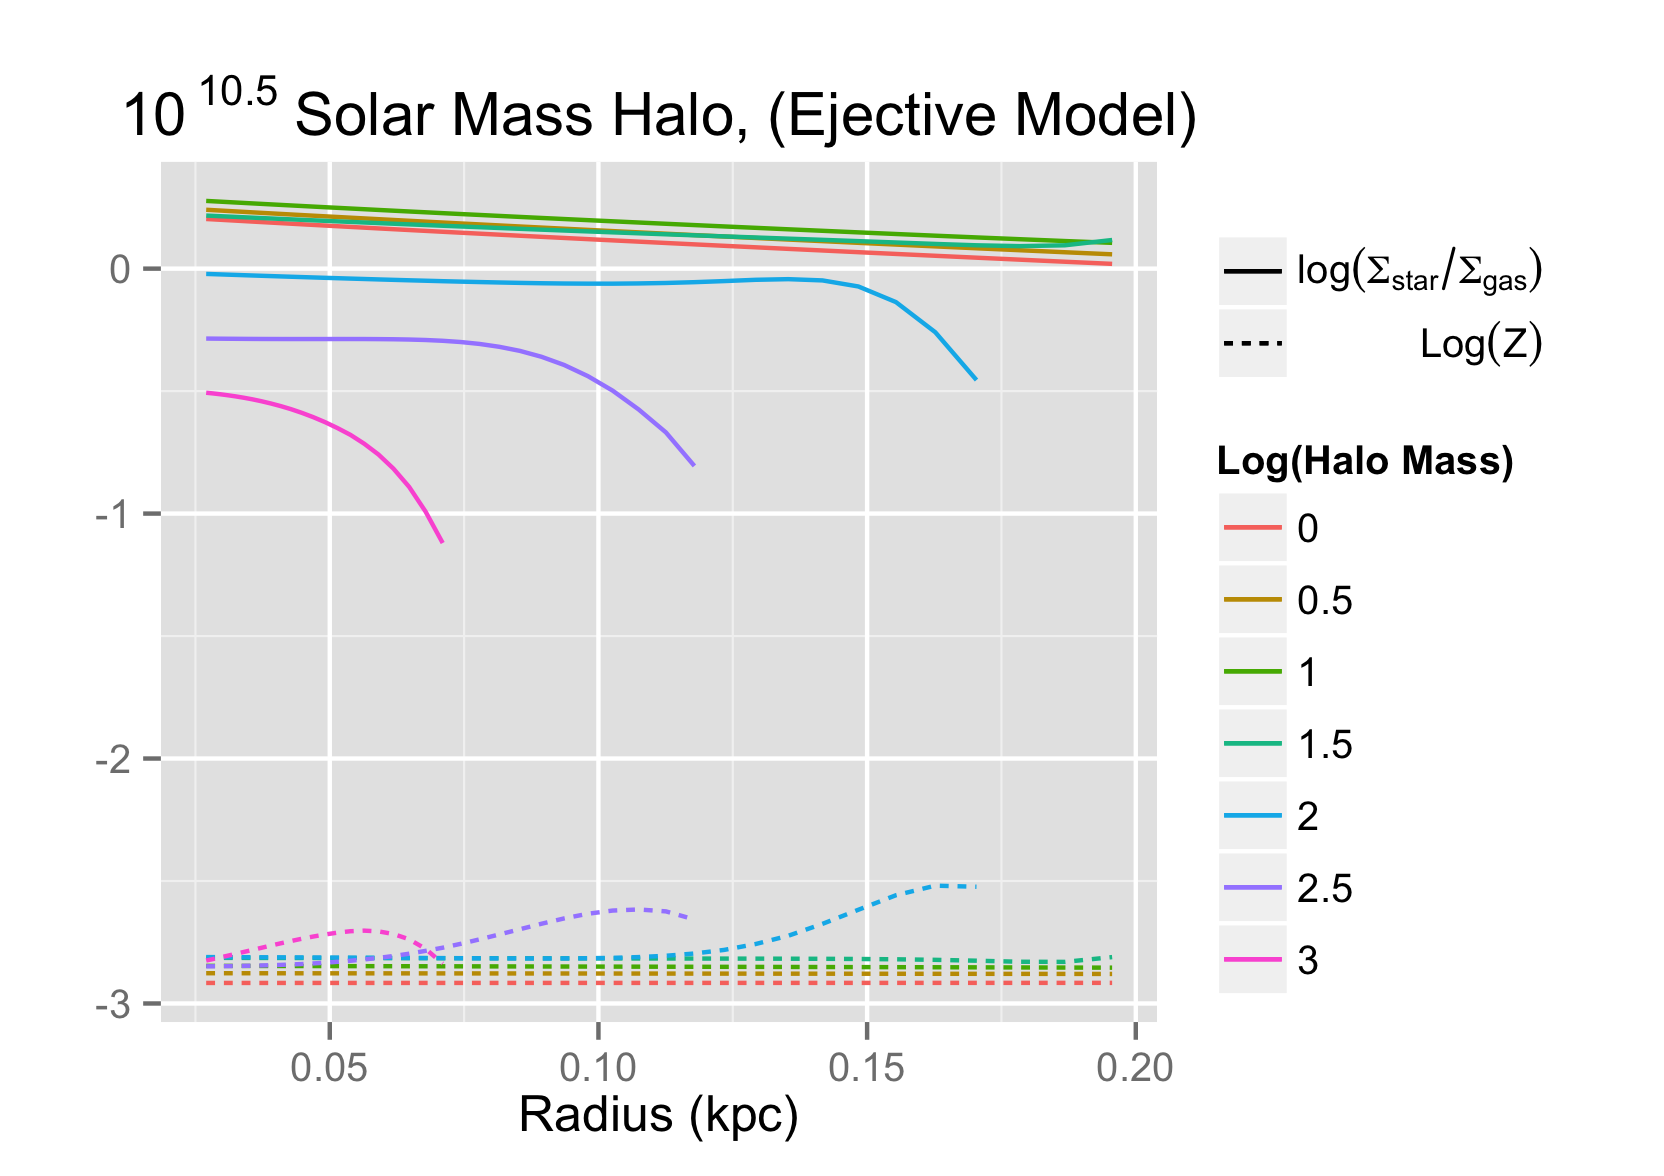 10^10.5 Solar Mass Halo, (Ejective Model)
0
-1
-2
-3
0.05 0.10 0.15 0.20
Radius (kpc)
log(Σstar/Σgas)
Log(Z)
Log(Halo Mass)
0
0.5
1
1.5
2
2.5
3